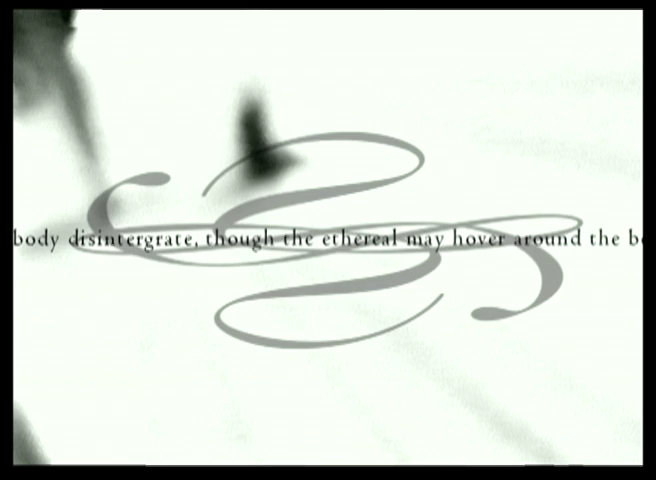 body disintergrate, though the ethereal may hover around the